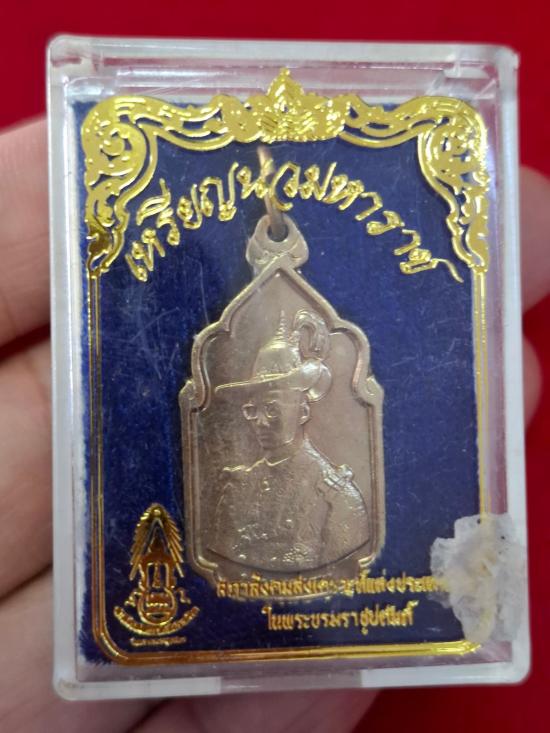 เหรียญนวมหาราช
สภาสังคมสงเคราะห์แห่งประเทศ
ในพระบรมราชูปถัมภ์